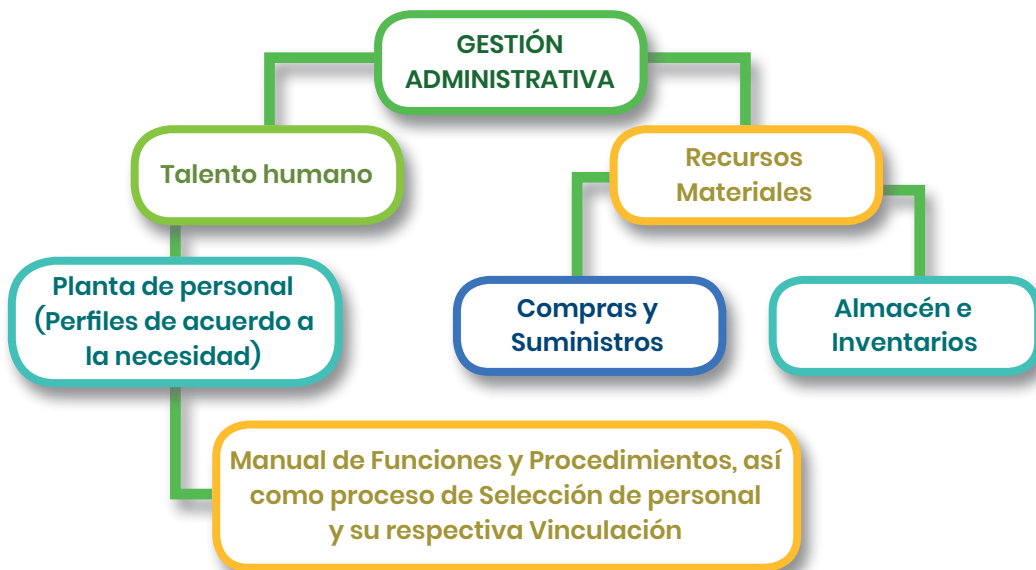 GESTIÓN
ADMINISTRATIVA
Talento humano
Recursos
Materiales
Planta de personal
(Perfiles de acuerdo a
la necesidad)
Compras y
Suministros
Almacén e
Inventarios
Manual de Funciones y Procedimientos, así
como proceso de Selección de personal
y su respectiva Vinculación